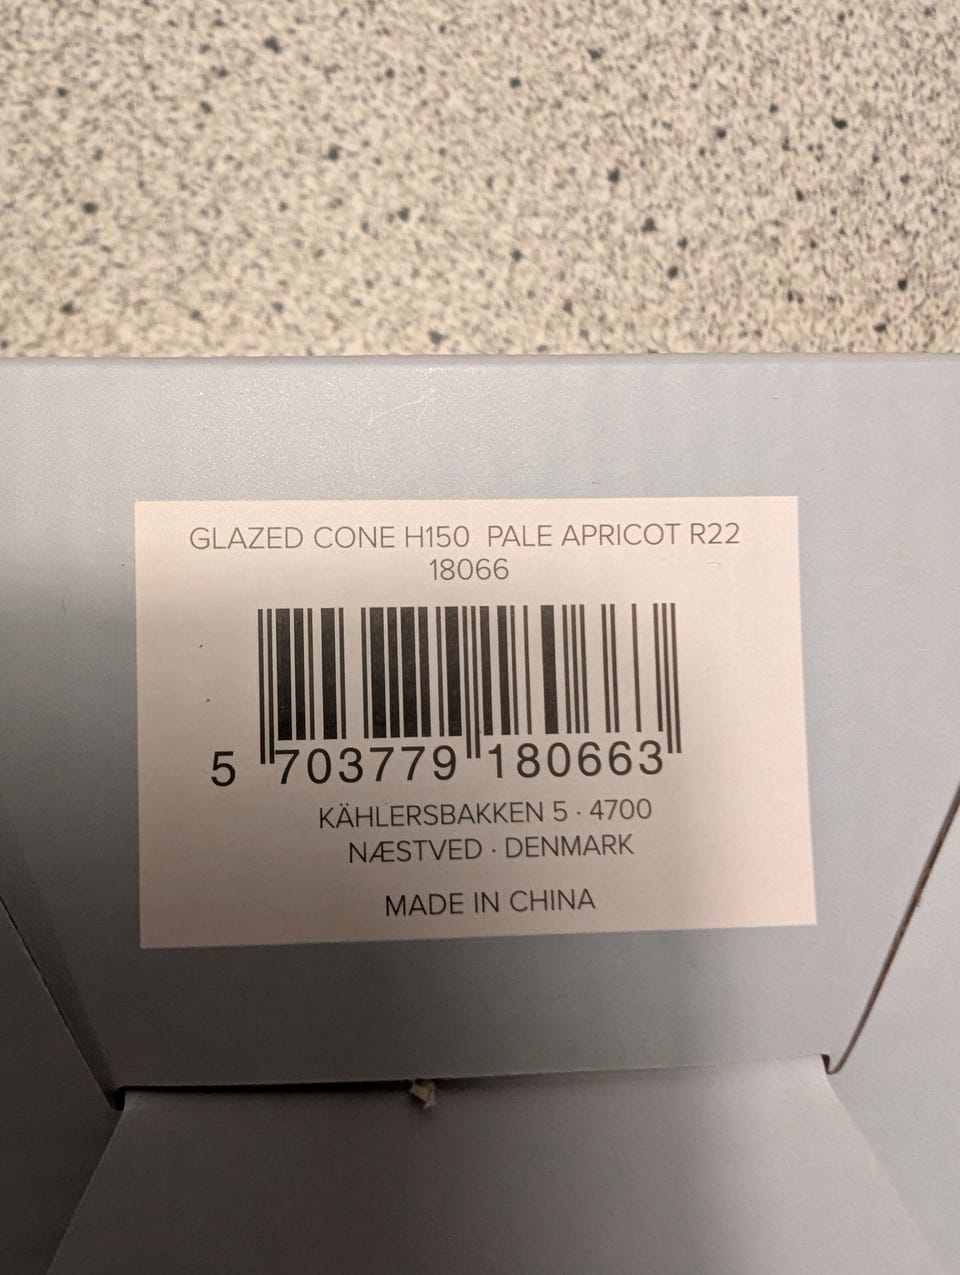 GLAZED CONE H150 PALE APRICOT R22
18066
5 703779 180663
KÄHLERSBAKKEN 5 · 4700
NÆSTVED · DENMARK
MADE IN CHINA